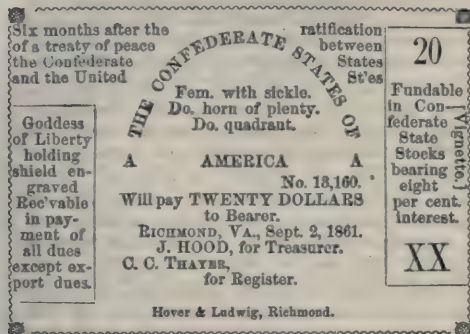 Six months after the ratification
of a treaty of peace between
the Confederate States
and the United St'es
THE CONFEDERATE STATES OF
Fem. with sickle.
Do. horn of plenty.
Do. quadrant.
A AMERICA A
No. 13,160.
Will pay TWENTY DOLLARS
to Bearer.
RICHMOND, VA., Sept. 2, 1861.
J. HOOD, for Treasurer.
C. C. THAYER,
for Register.
Hover & Ludwig, Richmond.
Goddess
of Liberty
holding
shield en-
graved
Rec'vable
in pay-
ment of
all dues
except ex-
port dues.
20
Fundable
in Con-
federate
State
Stocks
bearing
eight
per cent.
interest.
[Vignette.]
XX